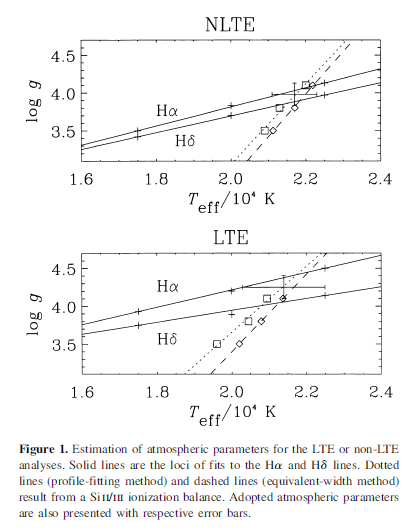 NLTE
log g
4.5
4.0
3.5
Hα
Hδ
1.6 1.8 2.0 2.2 2.4
T_eff/10⁴ K
LTE
log g
4.5
4.0
3.5
Hα
Hδ
1.6 1.8 2.0 2.2 2.4
T_eff/10⁴ K
Figure 1. Estimation of atmospheric parameters for the LTE or non-LTE
analyses. Solid lines are the loci of fits to the Hα and Hδ lines. Dotted
lines (profile-fitting method) and dashed lines (equivalent-width method)
result from a Si II/III ionization balance. Adopted atmospheric parameters
are also presented with respective error bars.